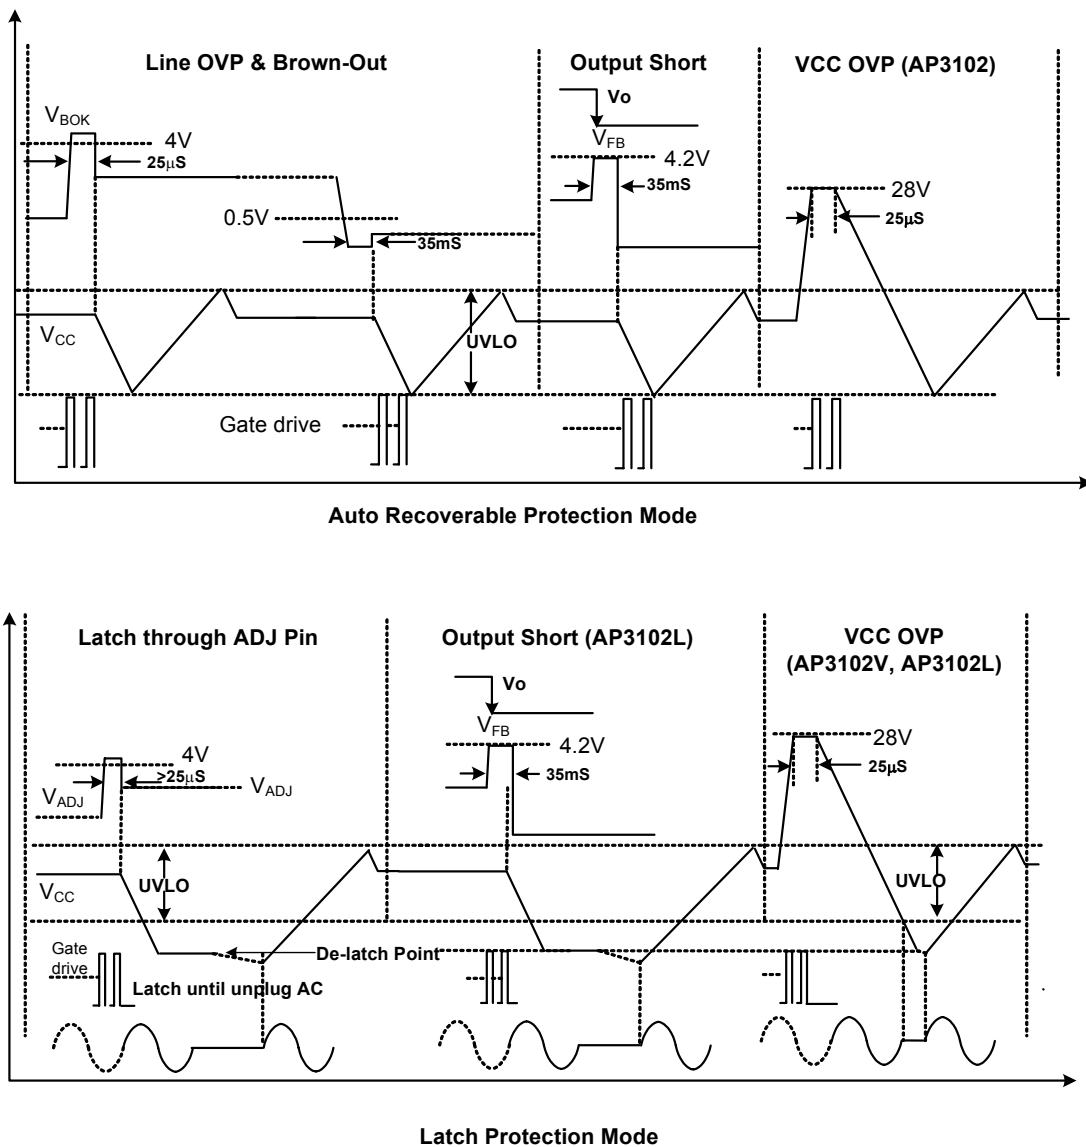 Line OVP & Brown-Out
Output Short
VCC OVP (AP3102)
Vo
VBOK
4V
25μS
VFB
4.2V
35mS
28V
25μS
0.5V
35mS
VCC
UVLO
Gate drive
Auto Recoverable Protection Mode
Latch through ADJ Pin
Output Short (AP3102L)
VCC OVP
(AP3102V, AP3102L)
Vo
VFB
4V
4.2V
28V
>25μS
35mS
25μS
VADJ
VADJ
VCC
UVLO
UVLO
Gate
drive
De-latch Point
Latch until unplug AC
Latch Protection Mode